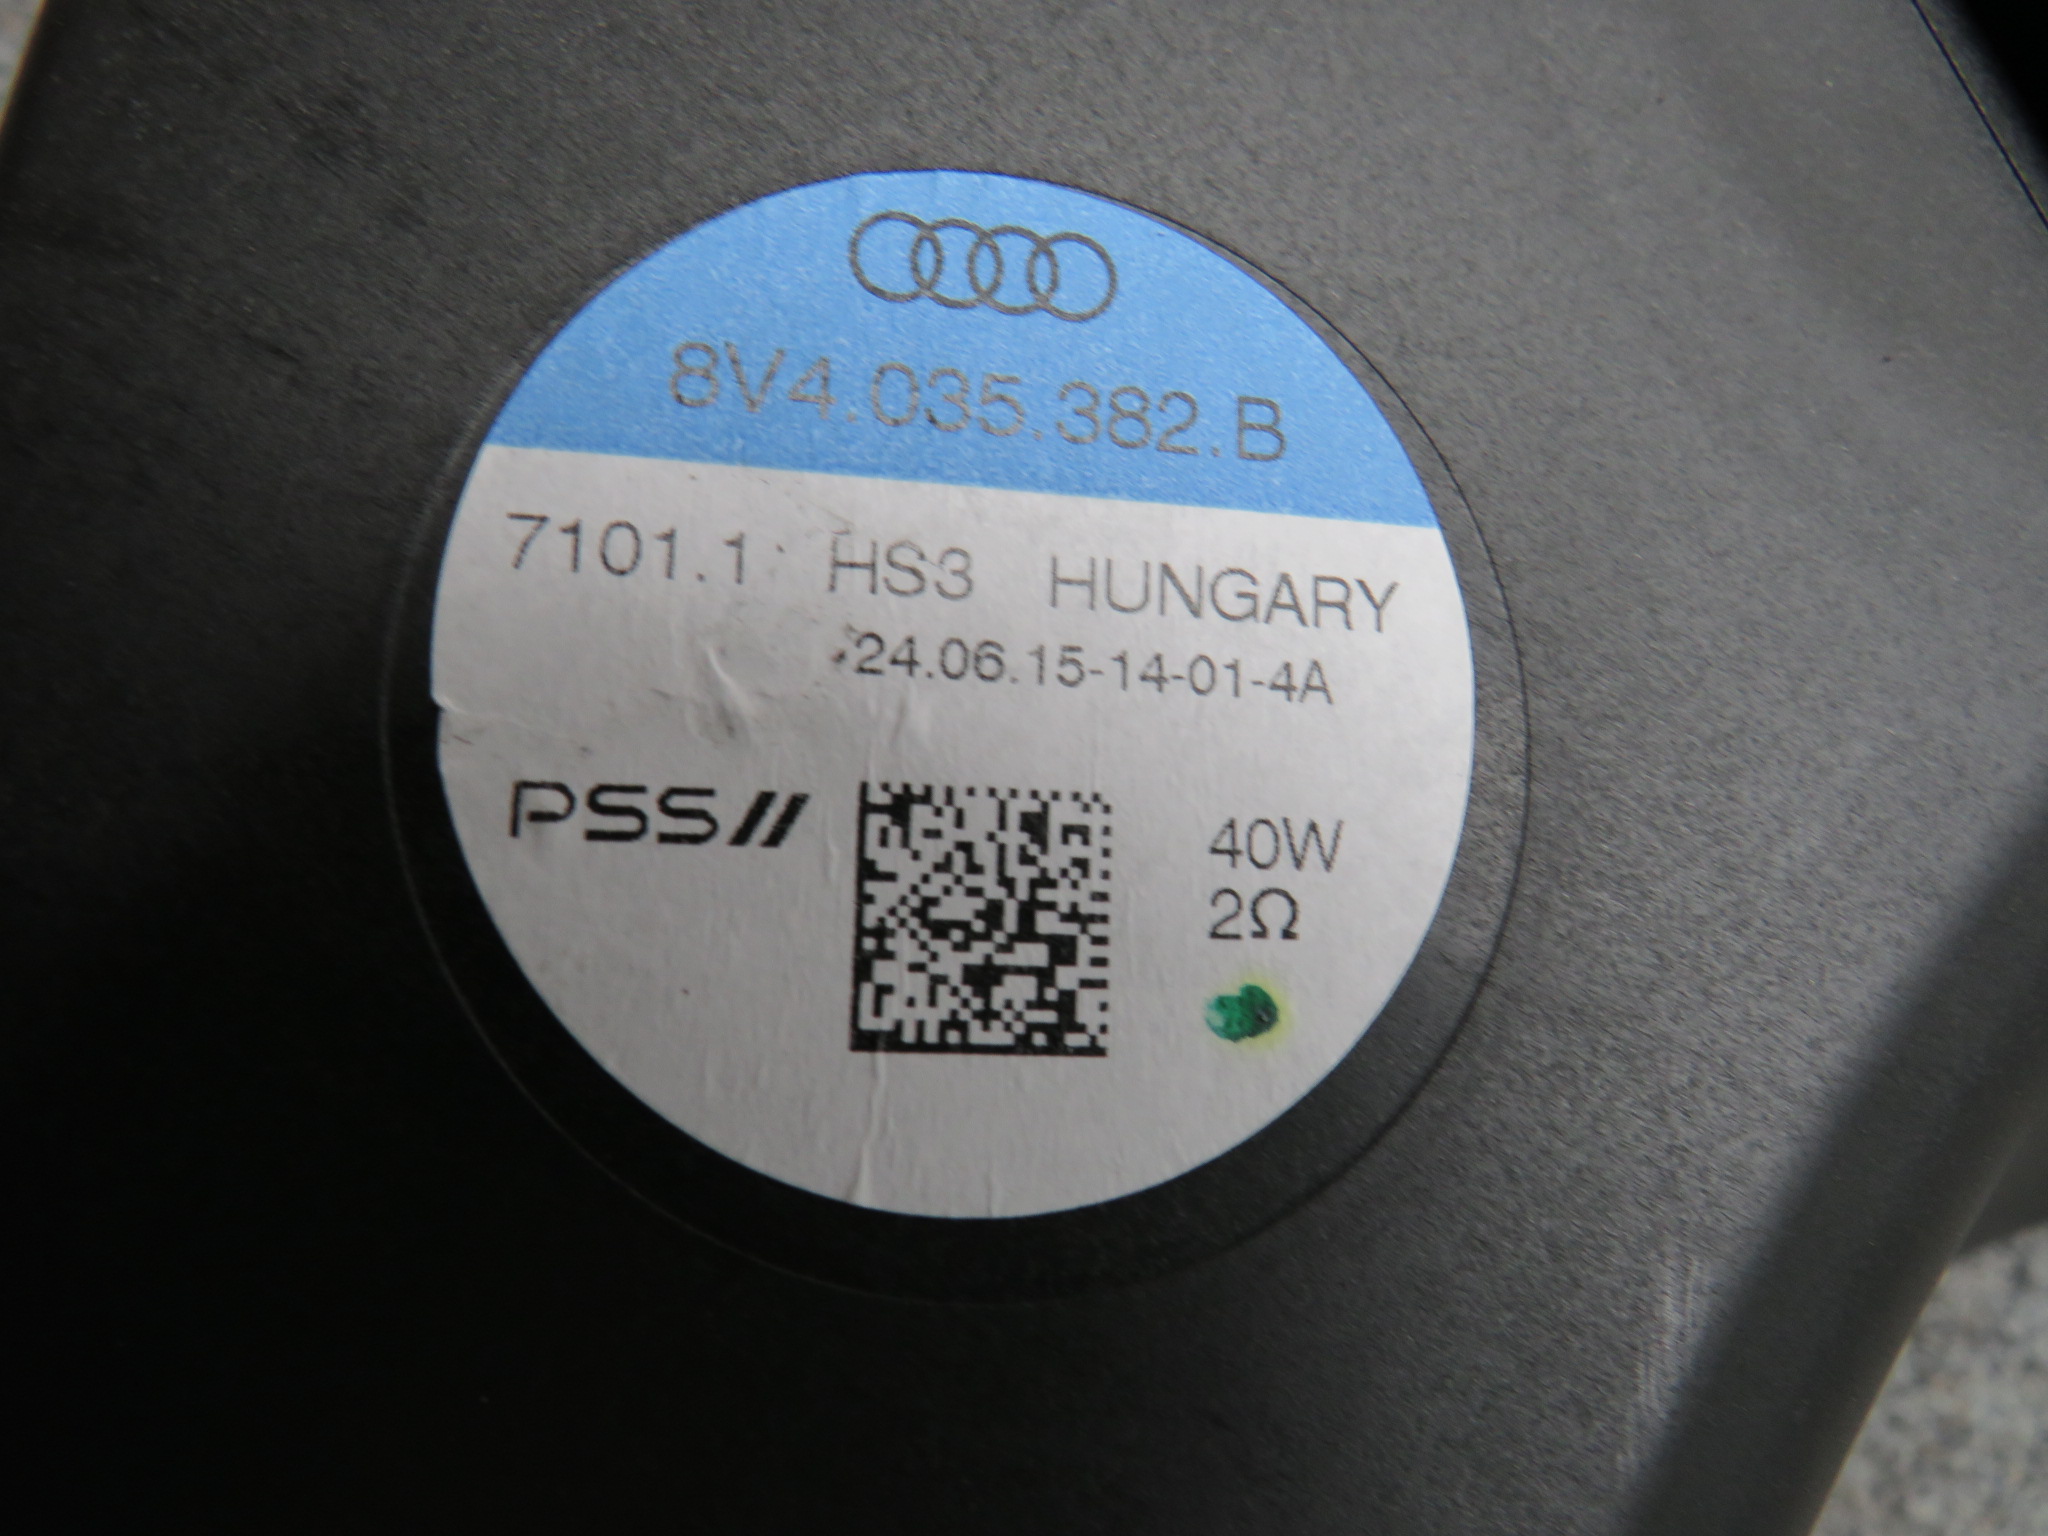 8V4.035.382.B
7101.1 HS3 HUNGARY
24.06.15-14-01-4A
PSS//
40W
2Ω